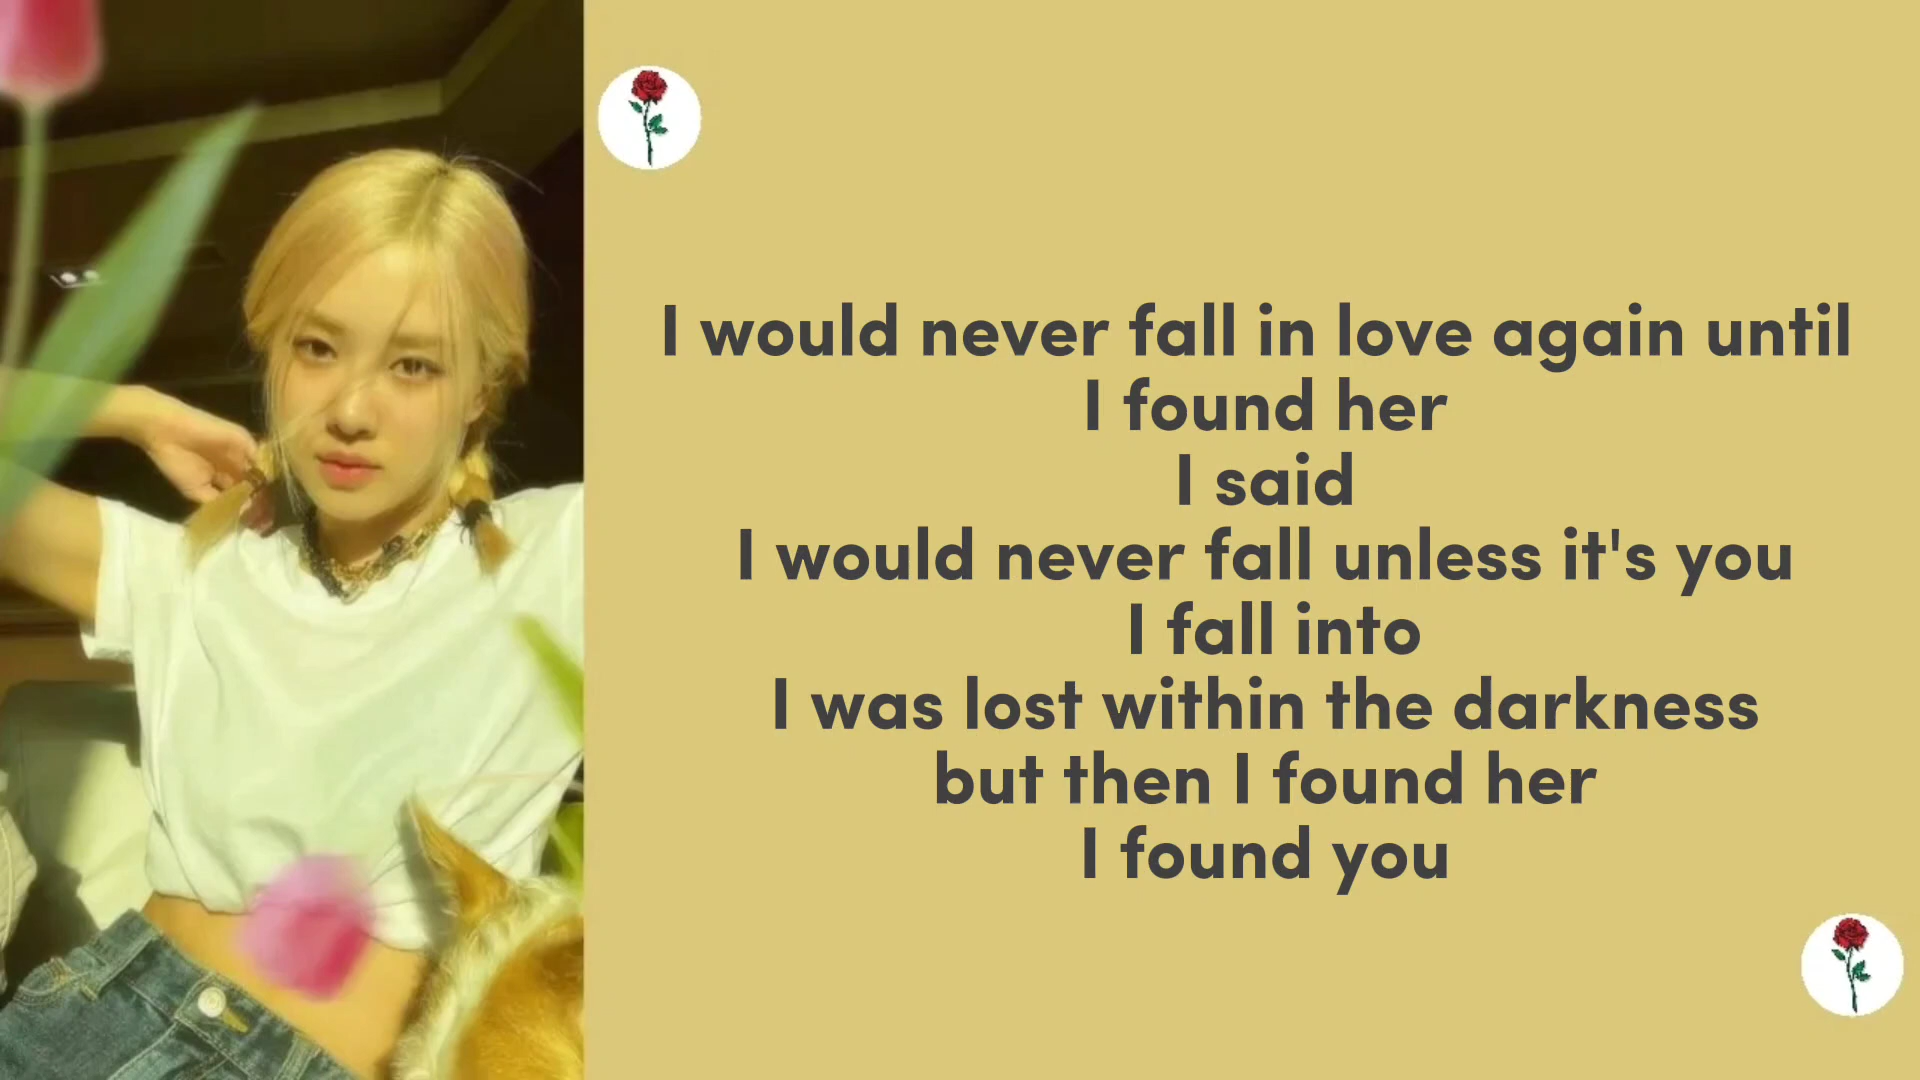 I would never fall in love again until
I found her
I said
I would never fall unless it's you
I fall into
I was lost within the darkness
but then I found her
I found you